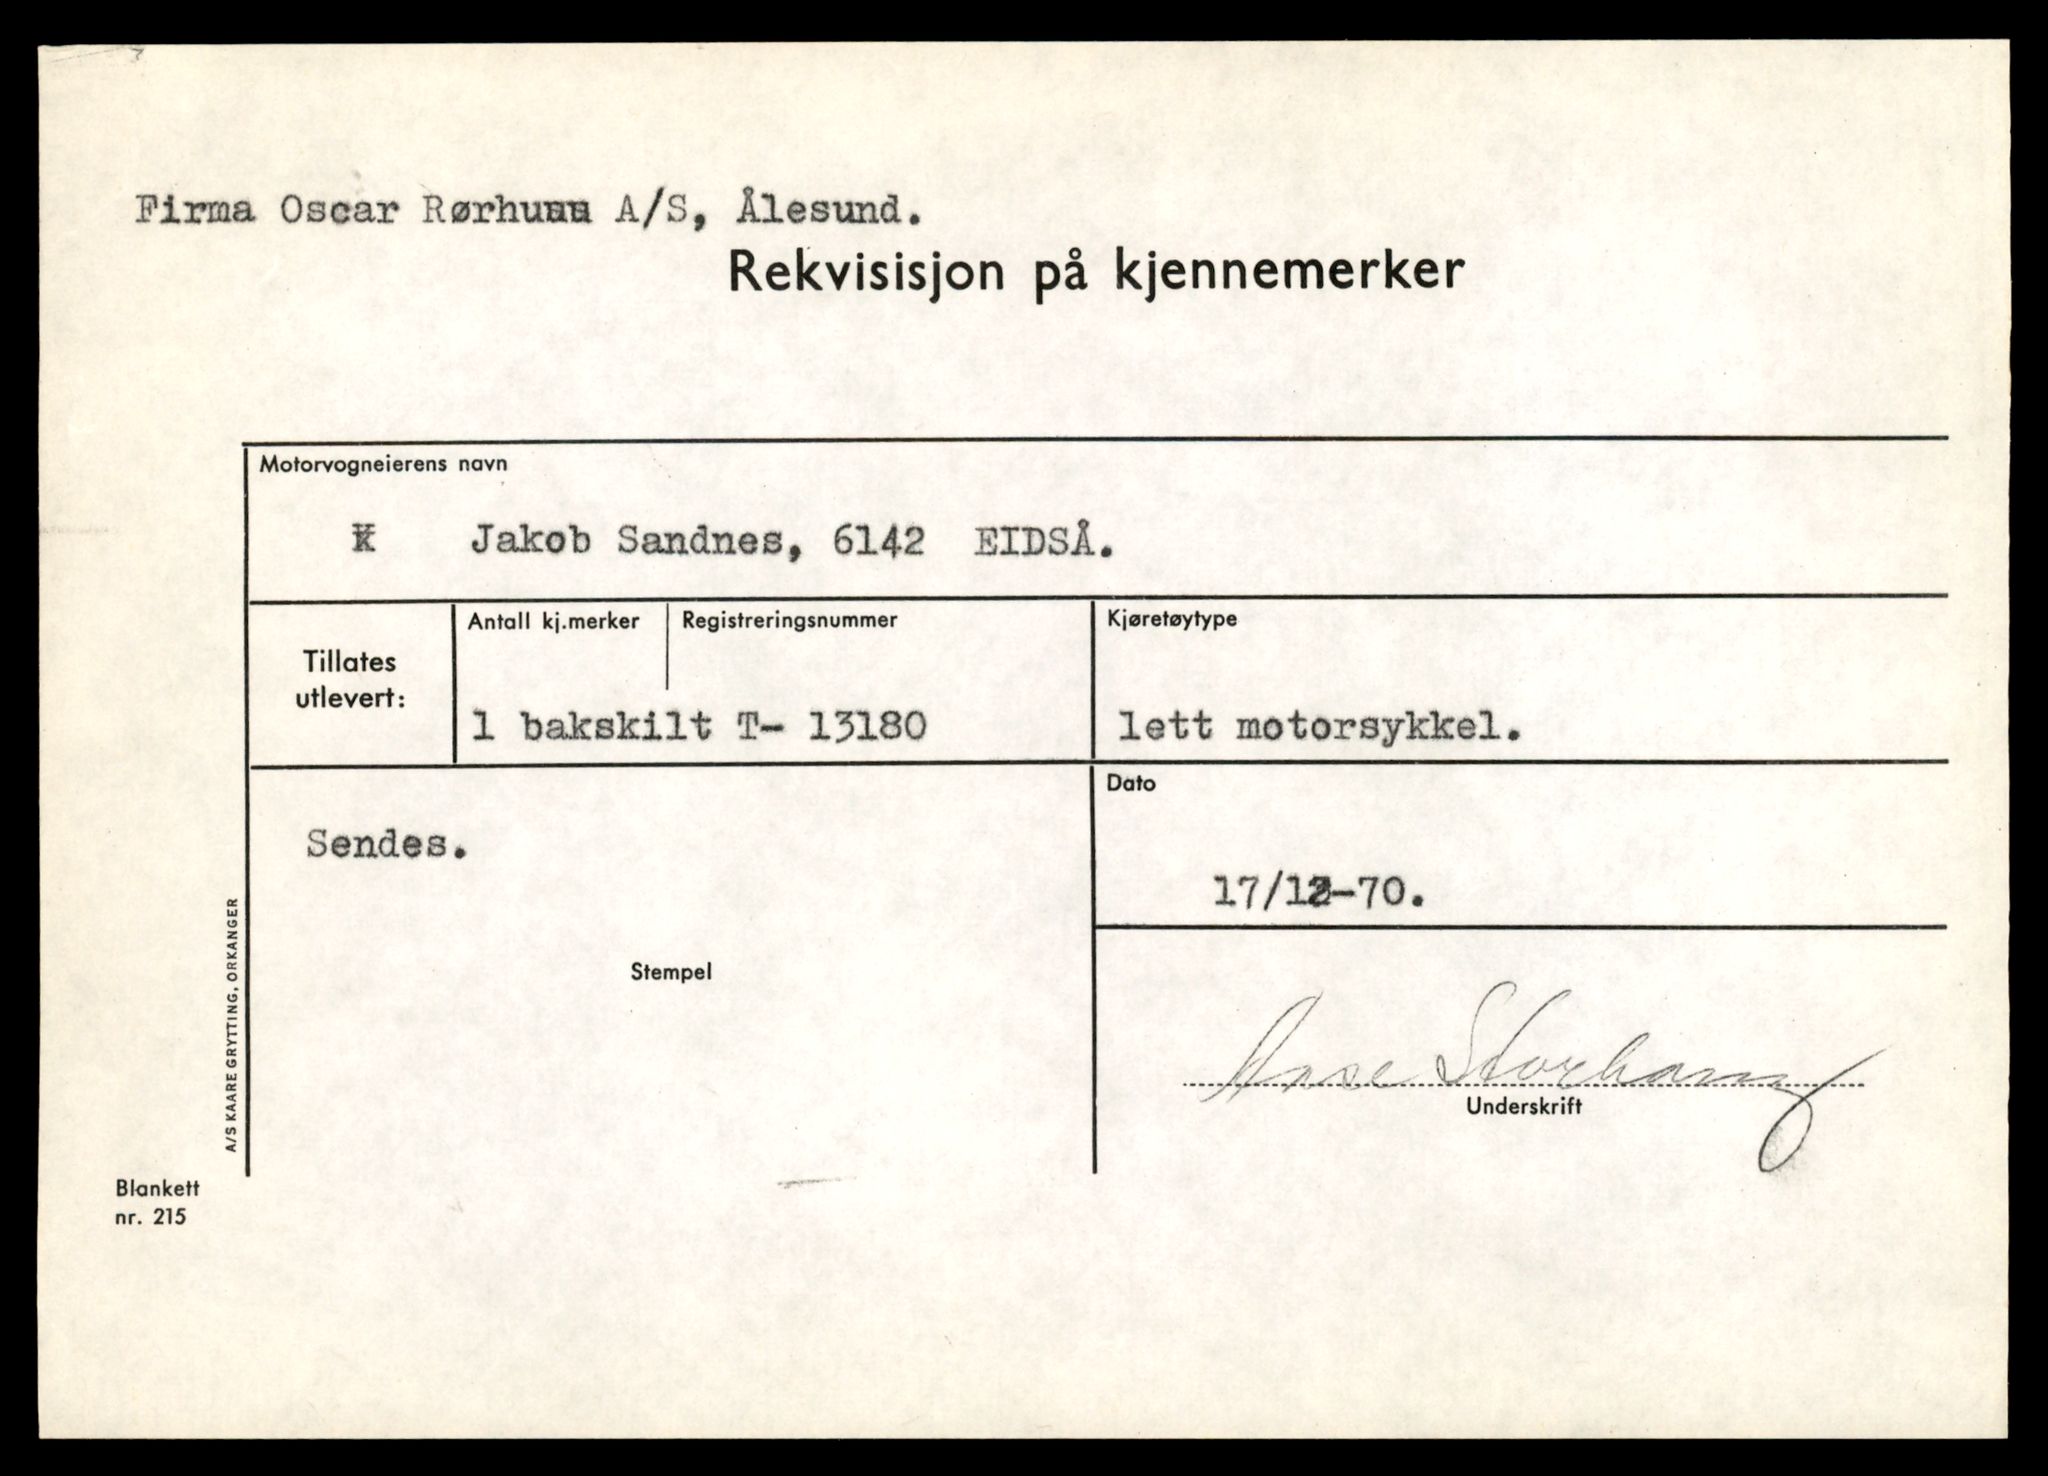 Firma Oscar Rørhuus A/S, Ålesund.
Rekvisisjon på kjennemerker
Motorvogneierens navn
Jakob Sandnes, 6142 EIDSÅ.
Tillates
utlevert:
Antall kj.merker
Registreringsnummer
1 bakskilt T- 13180
Kjøretøytype
lett motorsykkel.
Sendes.
Stempel
Dato
17/12-70.
Aase Storhaug
Underskrift
A/S KAARE GRYTTING, ORKANGER
Blankett
nr. 215